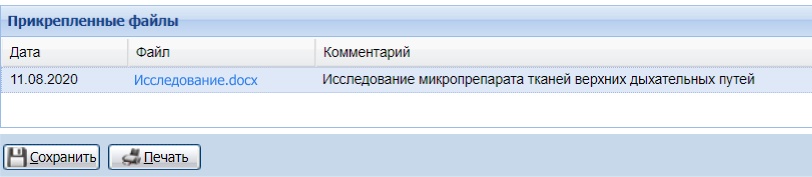 Прикрепленные файлы
Дата Файл Комментарий
11.08.2020 Исследование.docx Исследование микропрепарата тканей верхних дыхательных путей
Сохранить Печать